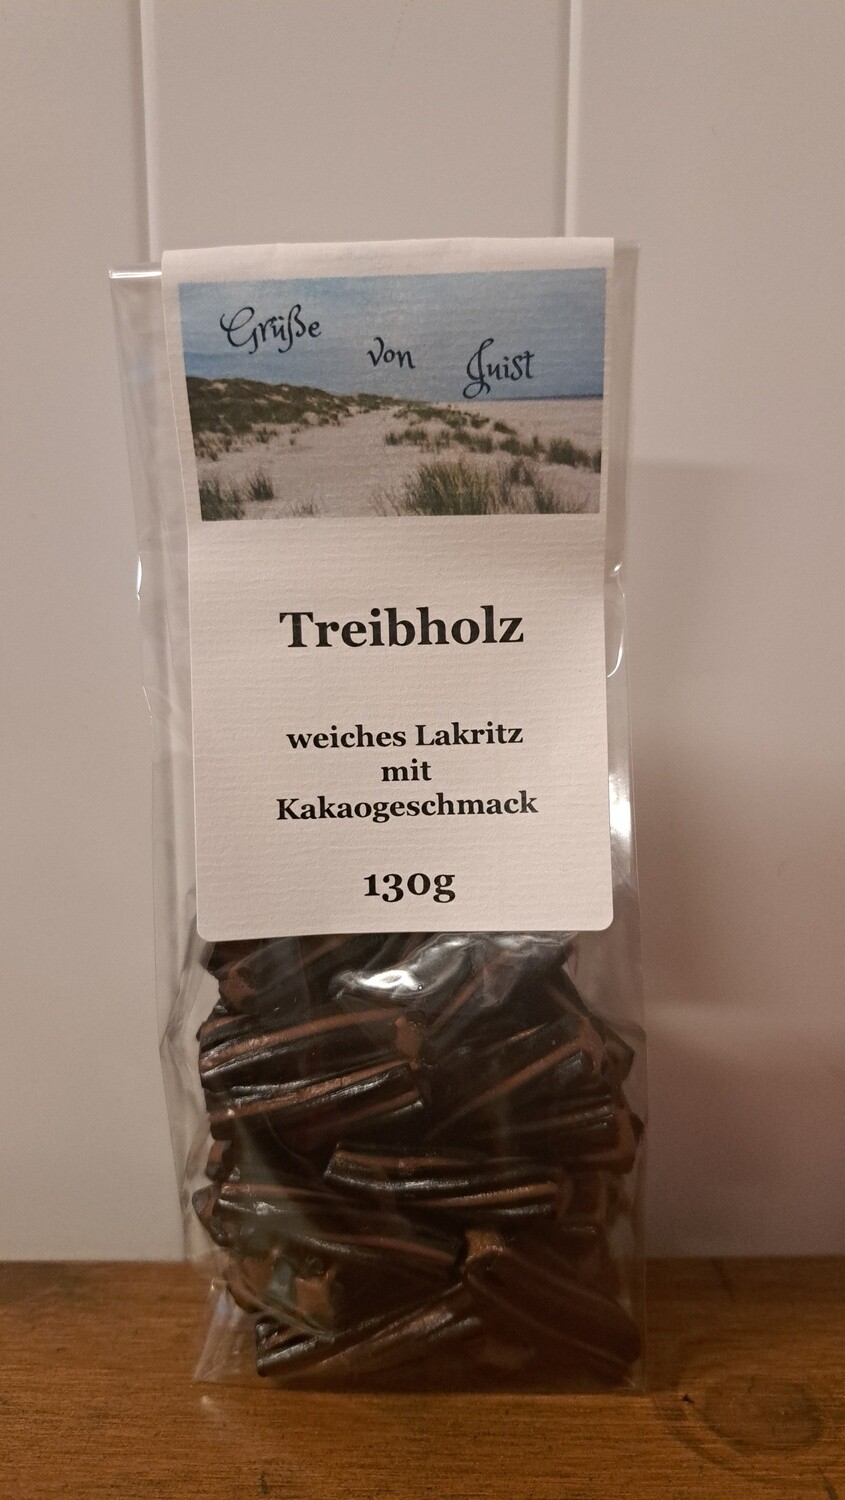 Grüße von Juist
Treibholz
weiches Lakritz
mit
Kakaogeschmack
130g